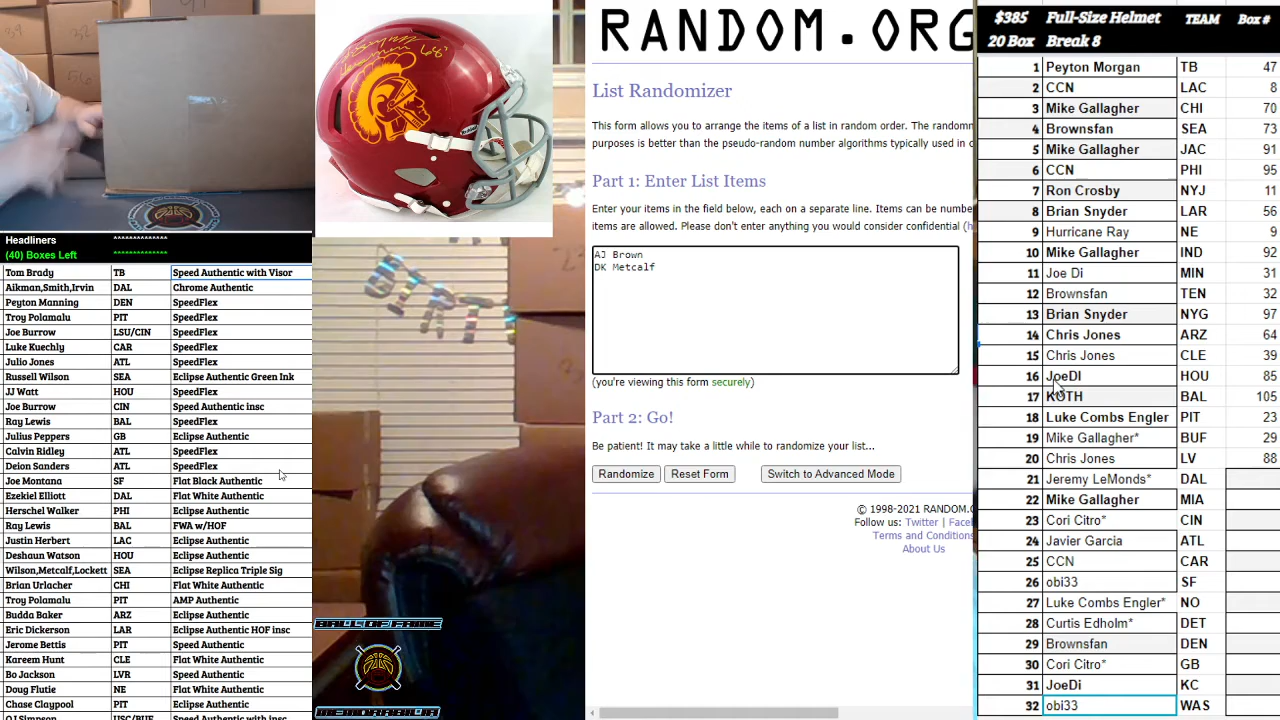 39
38
56
Headliners **************
(40) Boxes Left **************
Tom Brady TB Speed Authentic with Visor
Aikman,Smith,Irvin DAL Chrome Authentic
Peyton Manning DEN SpeedFlex
Troy Polamalu PIT SpeedFlex
Joe Burrow LSU/CIN SpeedFlex
Luke Kuechly CAR SpeedFlex
Julio Jones ATL SpeedFlex
Russell Wilson SEA Eclipse Authentic Green Ink
JJ Watt HOU SpeedFlex
Joe Burrow CIN Speed Authentic insc
Ray Lewis BAL SpeedFlex
Julius Peppers GB Eclipse Authentic
Calvin Ridley ATL SpeedFlex
Deion Sanders ATL SpeedFlex
Joe Montana SF Flat Black Authentic
Ezekiel Elliott DAL Flat White Authentic
Herschel Walker PHI Eclipse Authentic
Ray Lewis BAL FWA w/HOF
Justin Herbert LAC Eclipse Authentic
Deshaun Watson HOU Eclipse Authentic
Wilson,Metcalf,Lockett SEA Eclipse Replica Triple Sig
Brian Urlacher CHI Flat White Authentic
Troy Polamalu PIT AMP Authentic
Budda Baker ARZ Eclipse Authentic
Eric Dickerson LAR Eclipse Authentic HOF insc
Jerome Bettis PIT Speed Authentic
Kareem Hunt CLE Flat White Authentic
Bo Jackson LVR Speed Authentic
Doug Flutie NE Flat White Authentic
Chase Claypool PIT Eclipse Authentic
OJ Simpson USC/BUF Speed Authentic with insc
BALL OF FAME
MEMORABILIA
RANDOM.ORG
List Randomizer
This form allows you to arrange the items of a list in random order. The randomn
purposes is better than the pseudo-random number algorithms typically used in c
Part 1: Enter List Items
Enter your items in the field below, each on a separate line. Items can be numbe
items are allowed. Please don't enter anything you would consider confidential (h
AJ Brown
DK Metcalf
(you're viewing this form securely)
Part 2: Go!
Be patient! It may take a little while to randomize your list...
Randomize Reset Form Switch to Advanced Mode
© 1998-2021 RANDOM.O
Follow us: Twitter | Facel
Terms and Conditions
About Us
$385 Full-Size Helmet TEAM Box #
20 Box Break 8
1 Peyton Morgan TB 47
2 CCN LAC 8
3 Mike Gallagher CHI 70
4 Brownsfan SEA 73
5 Mike Gallagher JAC 91
6 CCN PHI 95
7 Ron Crosby NYJ 11
8 Brian Snyder LAR 56
9 Hurricane Ray NE 9
10 Mike Gallagher IND 92
11 Joe Di MIN 31
12 Brownsfan TEN 32
13 Brian Snyder NYG 97
14 Chris Jones ARZ 64
15 Chris Jones CLE 39
16 JoeDI HOU 85
17 KOTH BAL 105
18 Luke Combs Engler PIT 23
19 Mike Gallagher* BUF 29
20 Chris Jones LV 88
21 Jeremy LeMonds* DAL
22 Mike Gallagher MIA
23 Cori Citro* CIN
24 Javier Garcia ATL
25 CCN CAR
26 obi33 SF
27 Luke Combs Engler* NO
28 Curtis Edholm* DET
29 Brownsfan DEN
30 Cori Citro* GB
31 JoeDi KC
32 obi33 WAS